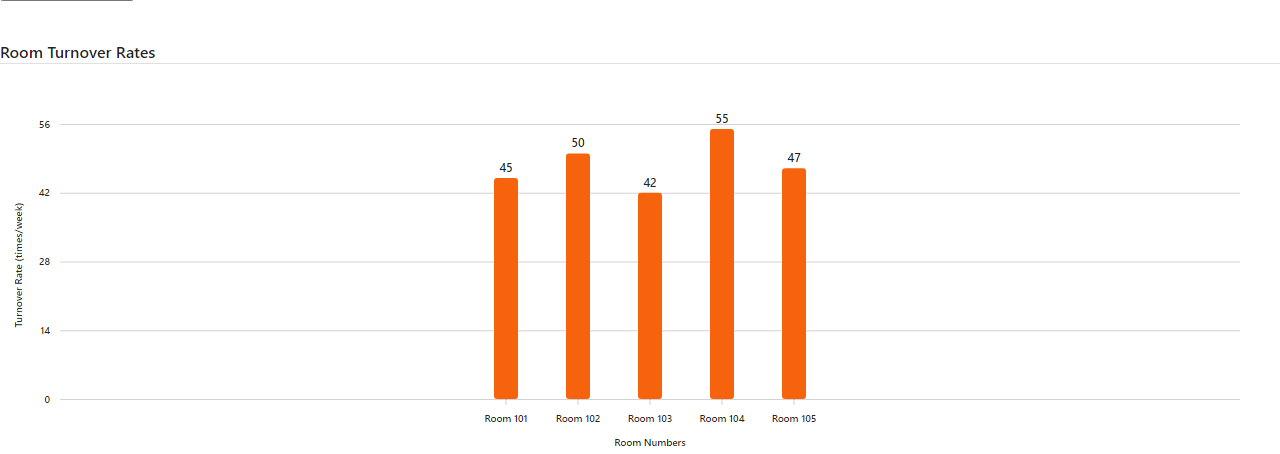 Room Turnover Rates
56
42
28
14
0
Turnover Rate (times/week)
45
50
42
55
47
Room 101
Room 102
Room 103
Room 104
Room 105
Room Numbers